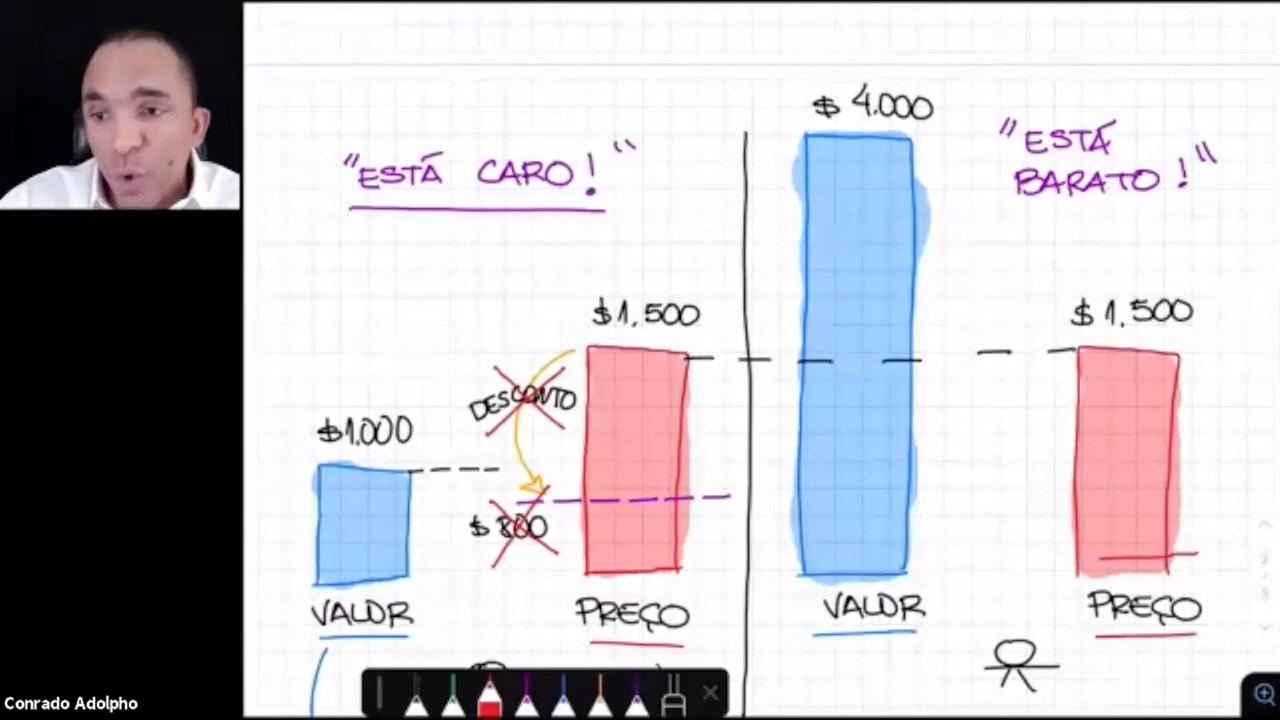 "ESTÁ CARO!"
$1.500
DESCONTO
$1.000
$800
VALOR
PREÇO
$4.000
"ESTÁ
BARATO!"
$1.500
VALOR
PREÇO
Conrado Adolpho